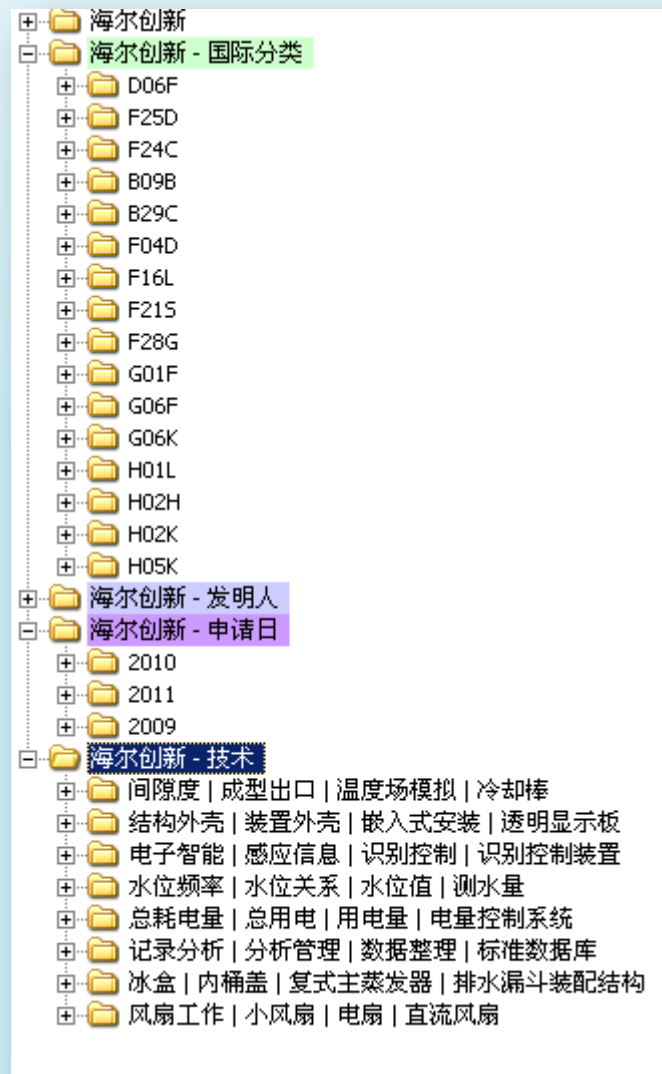 海尔创新
海尔创新 - 国际分类
D06F
F25D
F24C
B09B
B29C
F04D
F16L
F21S
F28G
G01F
G06F
G06K
H01L
H02H
H02K
H05K
海尔创新 - 发明人
海尔创新 - 申请日
2010
2011
2009
海尔创新 - 技术
间隙度 | 成型出口 | 温度场模拟 | 冷却棒
结构外壳 | 装置外壳 | 嵌入式安装 | 透明显示板
电子智能 | 感应信息 | 识别控制 | 识别控制装置
水位频率 | 水位关系 | 水位值 | 测水量
总耗电量 | 总用电 | 用电量 | 电量控制系统
记录分析 | 分析管理 | 数据整理 | 标准数据库
冰盒 | 内桶盖 | 复式主蒸发器 | 排水漏斗装配结构
风扇工作 | 小风扇 | 电扇 | 直流风扇